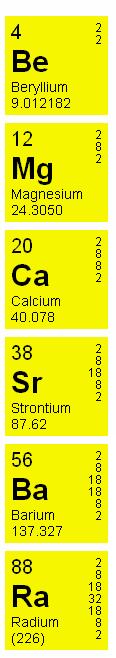 4 2
2
Be
Beryllium
9.012182
12 2
8
2
Mg
Magnesium
24.3050
20 2
8
8
2
Ca
Calcium
40.078
38 2
8
18
8
2
Sr
Strontium
87.62
56 2
8
18
18
8
2
Ba
Barium
137.327
88 2
8
18
32
18
8
2
Ra
Radium
(226)